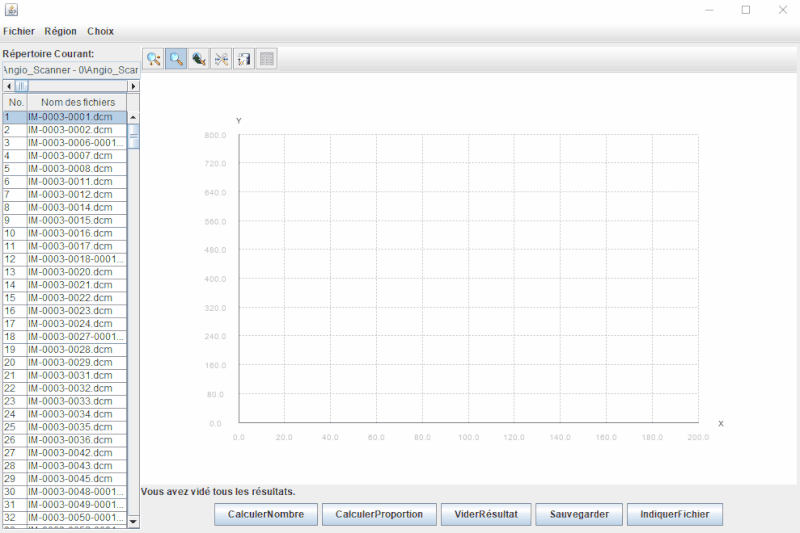 Fichier Région Choix
Répertoire Courant:
Angio_Scanner - 0\Angio_Scar
No. Nom des fichiers
1 IM-0003-0001.dcm
2 IM-0003-0002.dcm
3 IM-0003-0006-0001...
4 IM-0003-0007.dcm
5 IM-0003-0008.dcm
6 IM-0003-0011.dcm
7 IM-0003-0012.dcm
8 IM-0003-0014.dcm
9 IM-0003-0015.dcm
10 IM-0003-0016.dcm
11 IM-0003-0017.dcm
12 IM-0003-0018-0001...
13 IM-0003-0020.dcm
14 IM-0003-0021.dcm
15 IM-0003-0022.dcm
16 IM-0003-0023.dcm
17 IM-0003-0024.dcm
18 IM-0003-0027-0001...
19 IM-0003-0028.dcm
20 IM-0003-0029.dcm
21 IM-0003-0031.dcm
22 IM-0003-0032.dcm
23 IM-0003-0033.dcm
24 IM-0003-0034.dcm
25 IM-0003-0035.dcm
26 IM-0003-0036.dcm
27 IM-0003-0042.dcm
28 IM-0003-0043.dcm
29 IM-0003-0045.dcm
30 IM-0003-0048-0001...
31 IM-0003-0049-0001...
32 IM-0003-0050-0001...
Y
800.0
720.0
640.0
560.0
480.0
400.0
320.0
240.0
160.0
80.0
0.0
X
0.0 20.0 40.0 60.0 80.0 100.0 120.0 140.0 160.0 180.0 200.0
Vous avez vidé tous les résultats.
CalculerNombre CalculerProportion ViderRésultat Sauvegarder IndiquerFichier